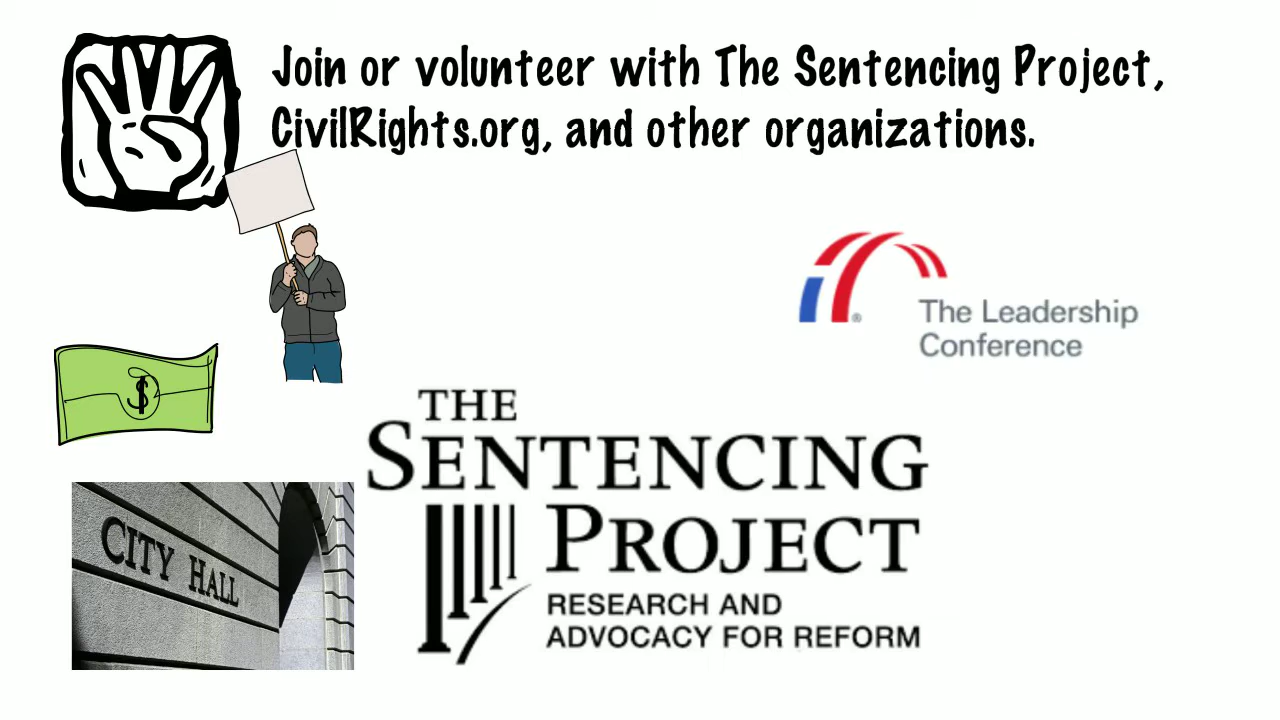 Join or volunteer with The Sentencing Project,
CivilRights.org, and other organizations.
The Leadership
Conference
®
$
THE
SENTENCING
PROJECT
RESEARCH AND
ADVOCACY FOR REFORM
CITY HALL